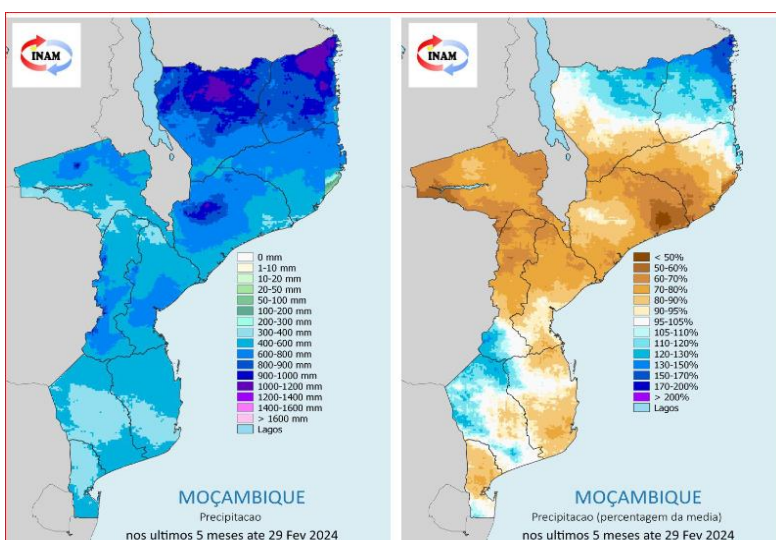 INAM
0 mm
1-10 mm
10-20 mm
20-50 mm
50-100 mm
100-200 mm
200-300 mm
300-400 mm
400-600 mm
600-800 mm
800-900 mm
900-1000 mm
1000-1200 mm
1200-1400 mm
1400-1600 mm
> 1600 mm
Lagos
MOÇAMBIQUE
Precipitacao
nos ultimos 5 meses ate 29 Fev 2024
INAM
< 50%
50-60%
60-70%
70-80%
80-90%
90-95%
95-105%
105-110%
110-120%
120-130%
130-150%
150-170%
170-200%
> 200%
Lagos
MOÇAMBIQUE
Precipitacao (percentagem da media)
nos ultimos 5 meses ate 29 Fev 2024